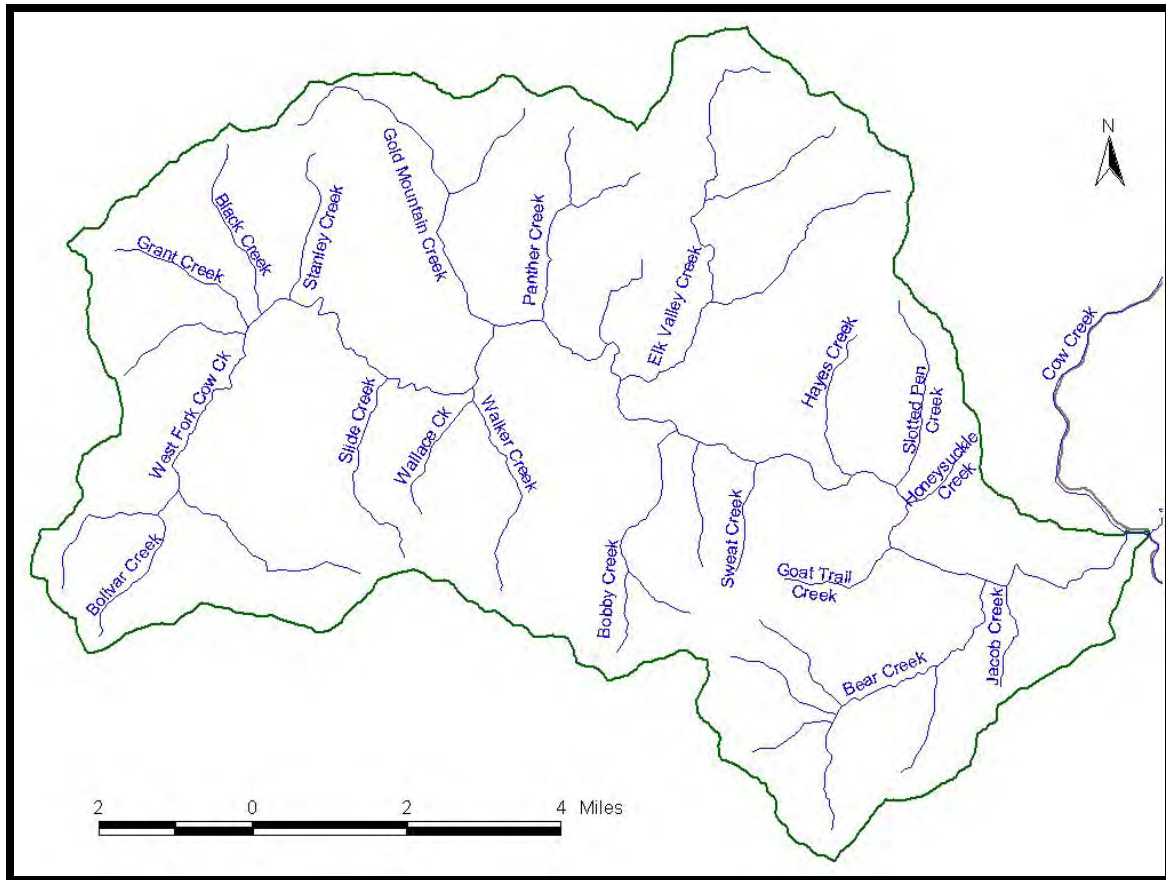 N
Gold Mountain Creek
Black Creek
Stanley Creek
Grant Creek
Panther Creek
Elk Valley Creek
Cow Creek
Hayes Creek
Slotted Pen
Creek
West Fork Cow Ck
Slide Creek
Wallace Ck
Walker Creek
Honeysuckle
Creek
Bolivar Creek
Bobby Creek
Sweat Creek
Goat Trail
Creek
Bear Creek
Jacob Creek
2 0 2 4 Miles